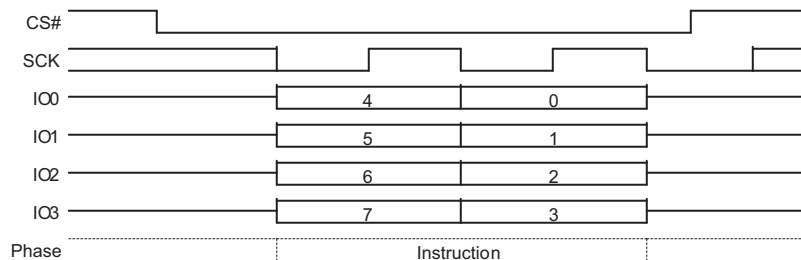 CS#
SCK
IO0 4 0
IO1 5 1
IO2 6 2
IO3 7 3
Phase Instruction